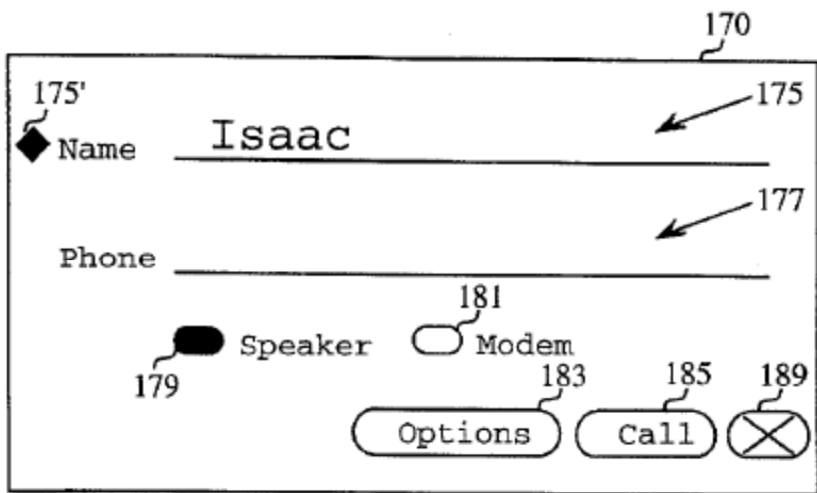 170
175' 175
Name Isaac
177
Phone
181
Speaker Modem
179 183 185 189
Options Call